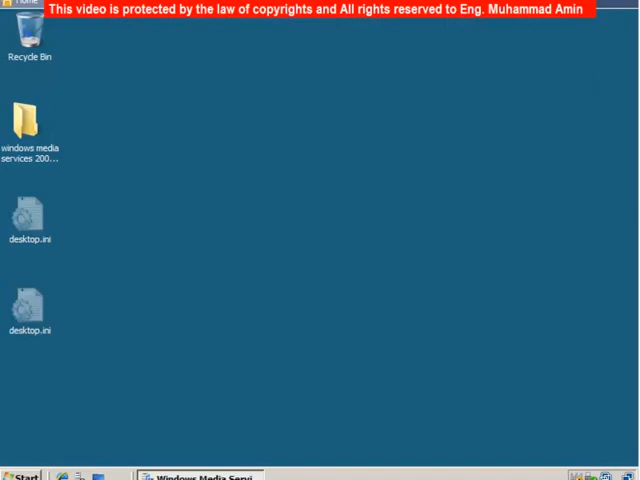 Home
This video is protected by the law of copyrights and All rights reserved to Eng. Muhammad Amin
Recycle Bin
windows media
services 200...
desktop.ini
desktop.ini
Start
Windows Media Servi...